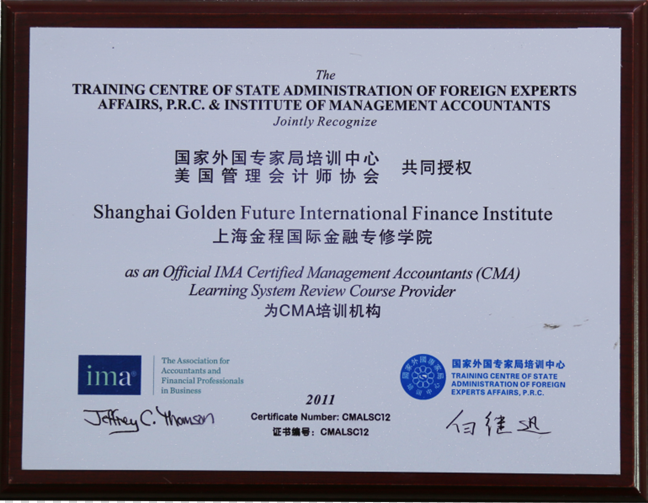 The
TRAINING CENTRE OF STATE ADMINISTRATION OF FOREIGN EXPERTS
AFFAIRS, P.R.C. & INSTITUTE OF MANAGEMENT ACCOUNTANTS
Jointly Recognize
国家外国专家局培训中心
美国管理会计师协会
共同授权
Shanghai Golden Future International Finance Institute
上海金程国际金融专修学院
as an Official IMA Certified Management Accountants (CMA)
Learning System Review Course Provider
为CMA培训机构
ima®
The Association for
Accountants and
Financial Professionals
in Business
Jeffrey C. Thomson
2011
Certificate Number: CMALSC12
证书编号: CMALSC12
国家外国专家局培训中心
TRAINING CENTRE OF STATE
ADMINISTRATION OF FOREIGN
EXPERTS AFFAIRS, P.R.C.